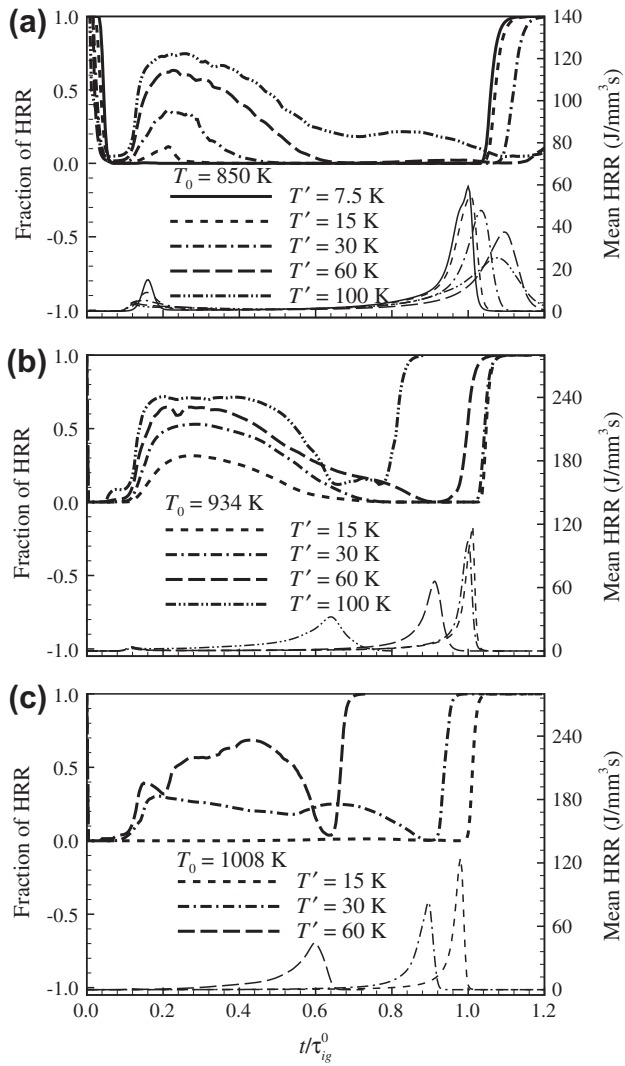 (a)
1.0
0.5
0.0
-0.5
-1.0
Fraction of HRR
140
120
100
80
60
40
20
0
Mean HRR (J/mm³s)
T₀ = 850 K
T′ = 7.5 K
T′ = 15 K
T′ = 30 K
T′ = 60 K
T′ = 100 K
(b)
1.0
0.5
0.0
-0.5
-1.0
Fraction of HRR
240
180
120
60
0
Mean HRR (J/mm³s)
T₀ = 934 K
T′ = 15 K
T′ = 30 K
T′ = 60 K
T′ = 100 K
(c)
1.0
0.5
0.0
-0.5
-1.0
Fraction of HRR
240
180
120
60
0
Mean HRR (J/mm³s)
T₀ = 1008 K
T′ = 15 K
T′ = 30 K
T′ = 60 K
0.0 0.2 0.4 0.6 0.8 1.0 1.2
t/τ⁰ig